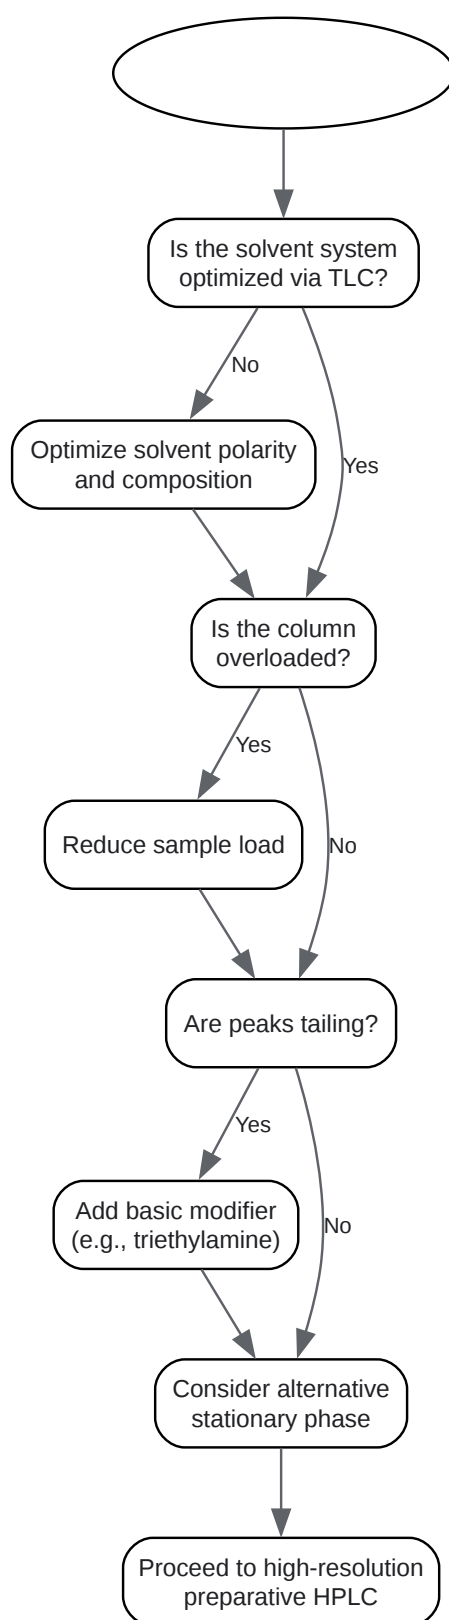 Is the solvent system
optimized via TLC?
No
Optimize solvent polarity
and composition
Yes
Is the column
overloaded?
Yes
Reduce sample load
No
Are peaks tailing?
Yes
Add basic modifier
(e.g., triethylamine)
No
Consider alternative
stationary phase
Proceed to high-resolution
preparative HPLC